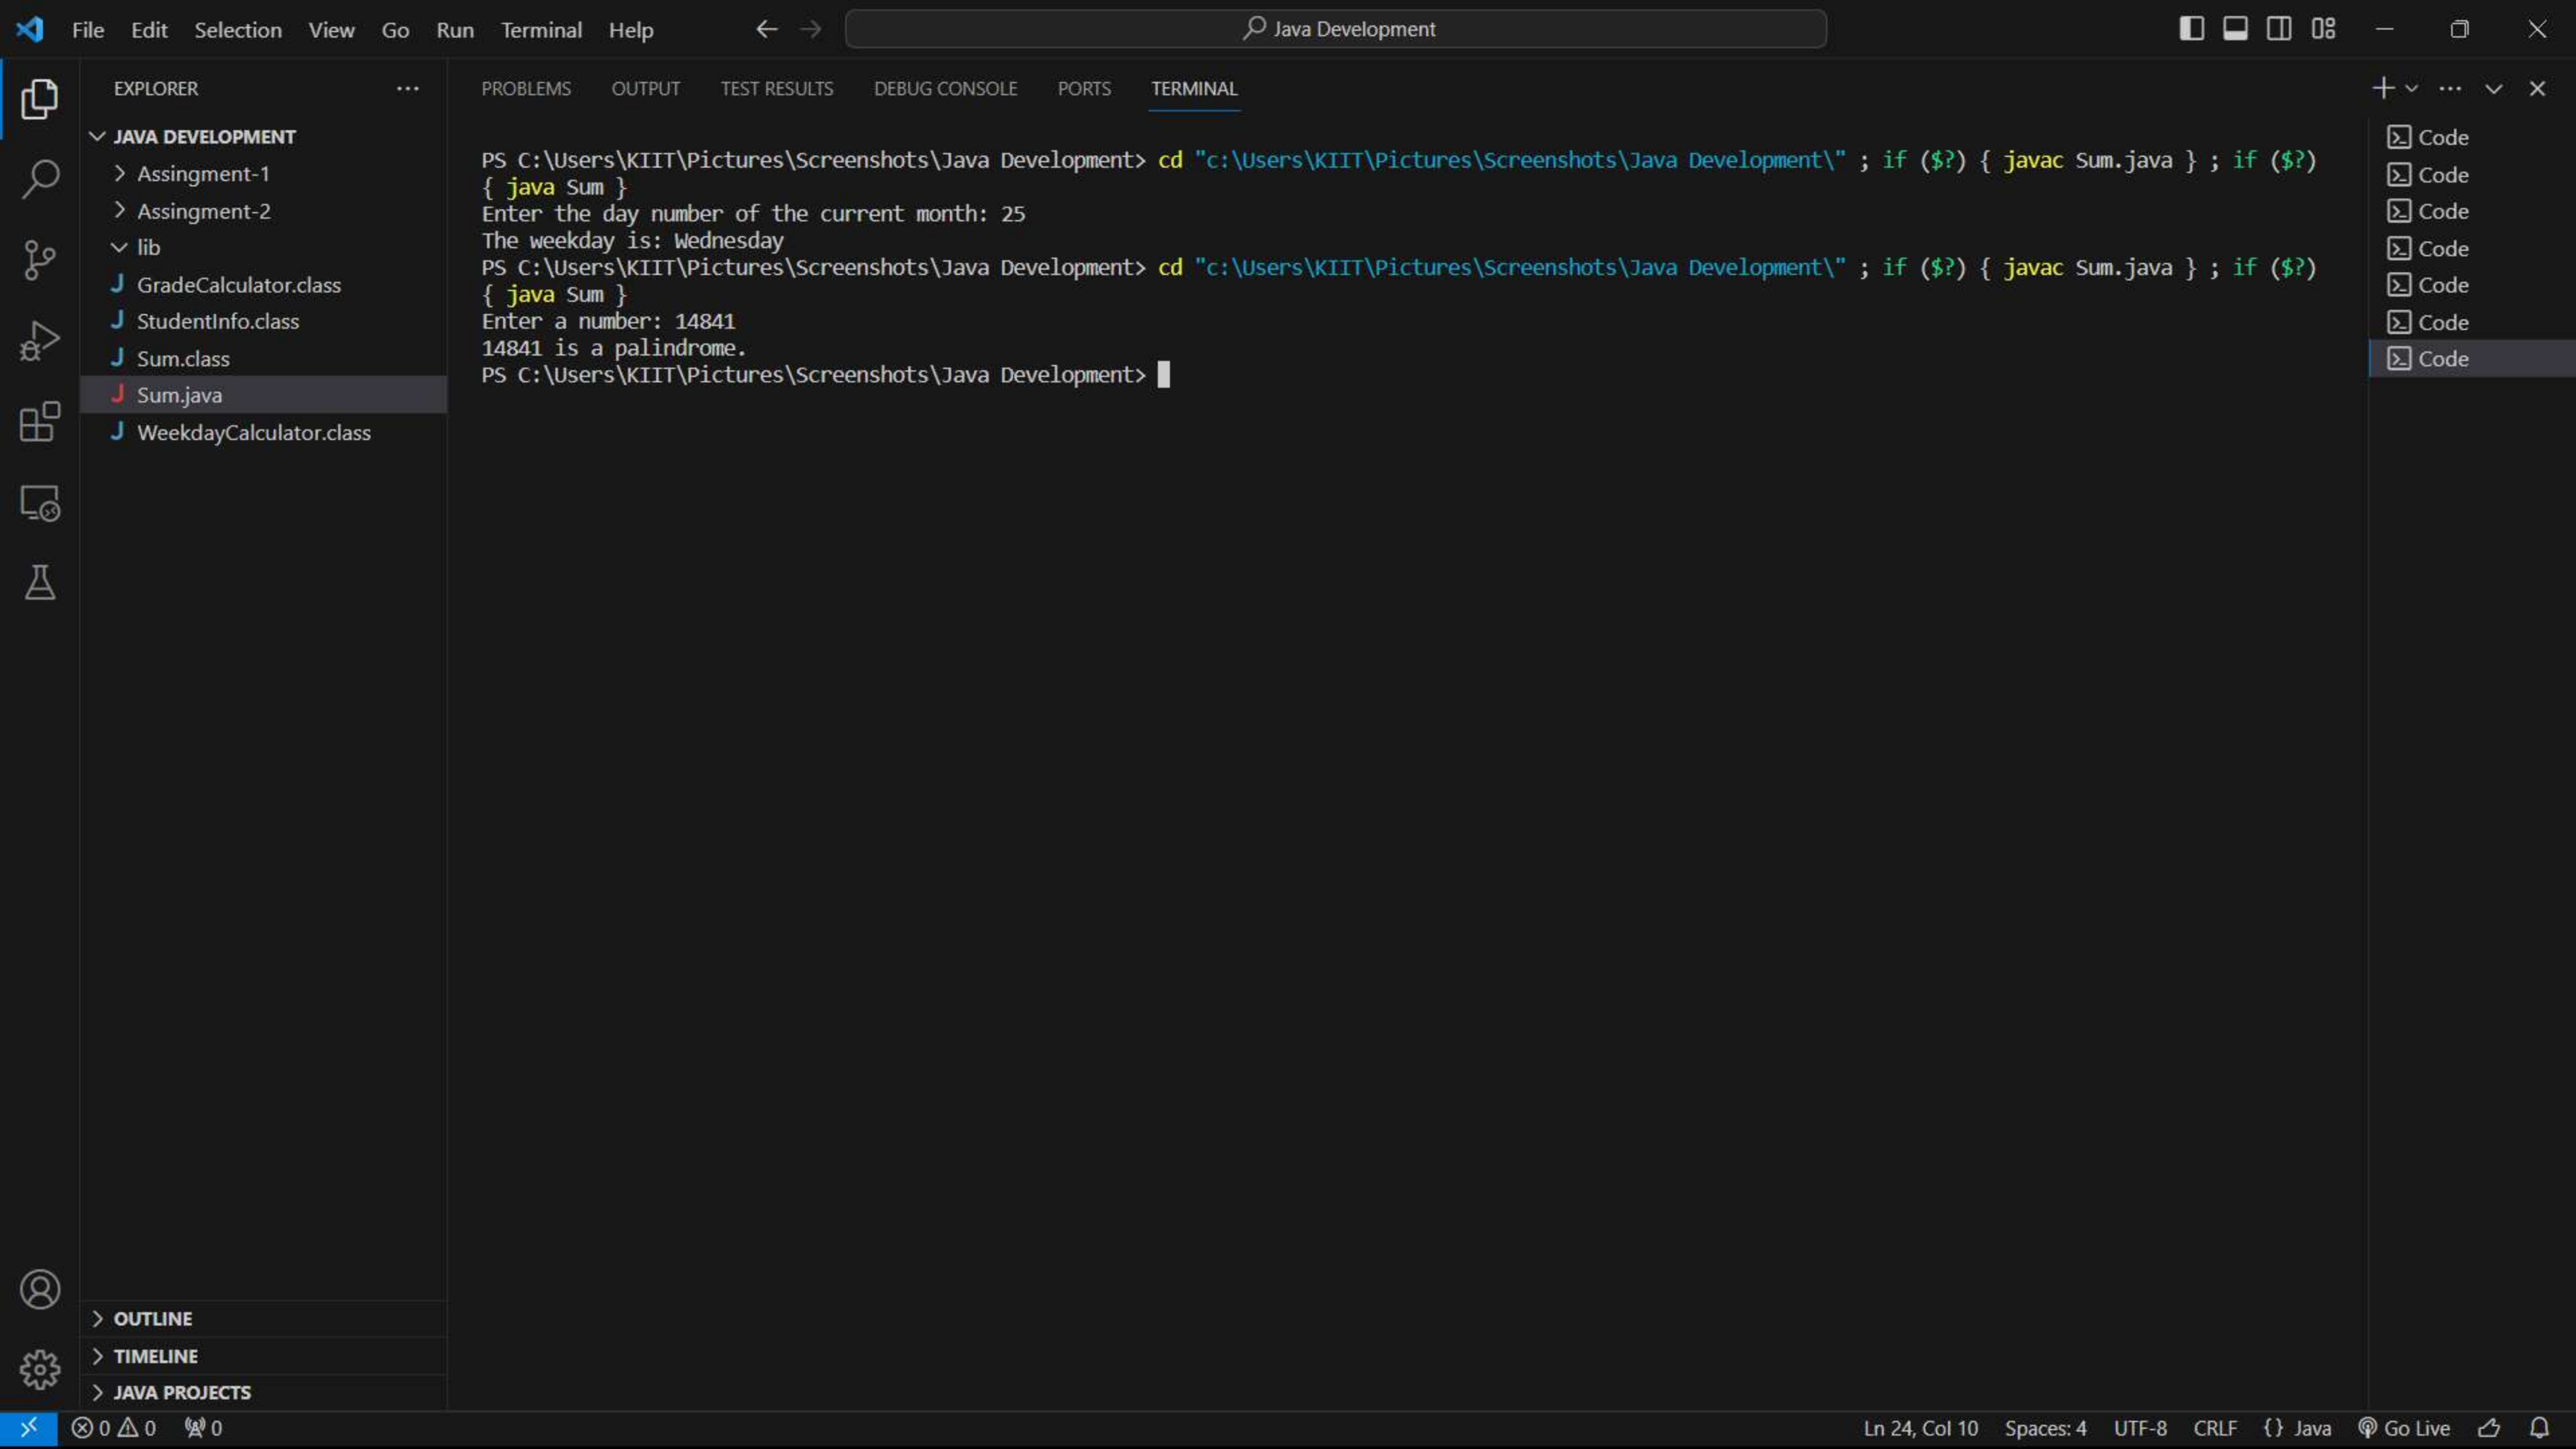 File Edit Selection View Go Run Terminal Help
Java Development
EXPLORER
JAVA DEVELOPMENT
Assingment-1
Assingment-2
lib
GradeCalculator.class
StudentInfo.class
Sum.class
Sum.java
WeekdayCalculator.class
OUTLINE
TIMELINE
JAVA PROJECTS
PROBLEMS OUTPUT TEST RESULTS DEBUG CONSOLE PORTS TERMINAL
PS C:\Users\KIIT\Pictures\Screenshots\Java Development> cd "c:\Users\KIIT\Pictures\Screenshots\Java Development\" ; if ($?) { javac Sum.java } ; if ($?)
{ java Sum }
Enter the day number of the current month: 25
The weekday is: Wednesday
PS C:\Users\KIIT\Pictures\Screenshots\Java Development> cd "c:\Users\KIIT\Pictures\Screenshots\Java Development\" ; if ($?) { javac Sum.java } ; if ($?)
{ java Sum }
Enter a number: 14841
14841 is a palindrome.
PS C:\Users\KIIT\Pictures\Screenshots\Java Development>
Code
Code
Code
Code
Code
Code
Code
0 0 0 Ln 24, Col 10 Spaces: 4 UTF-8 CRLF {} Java Go Live